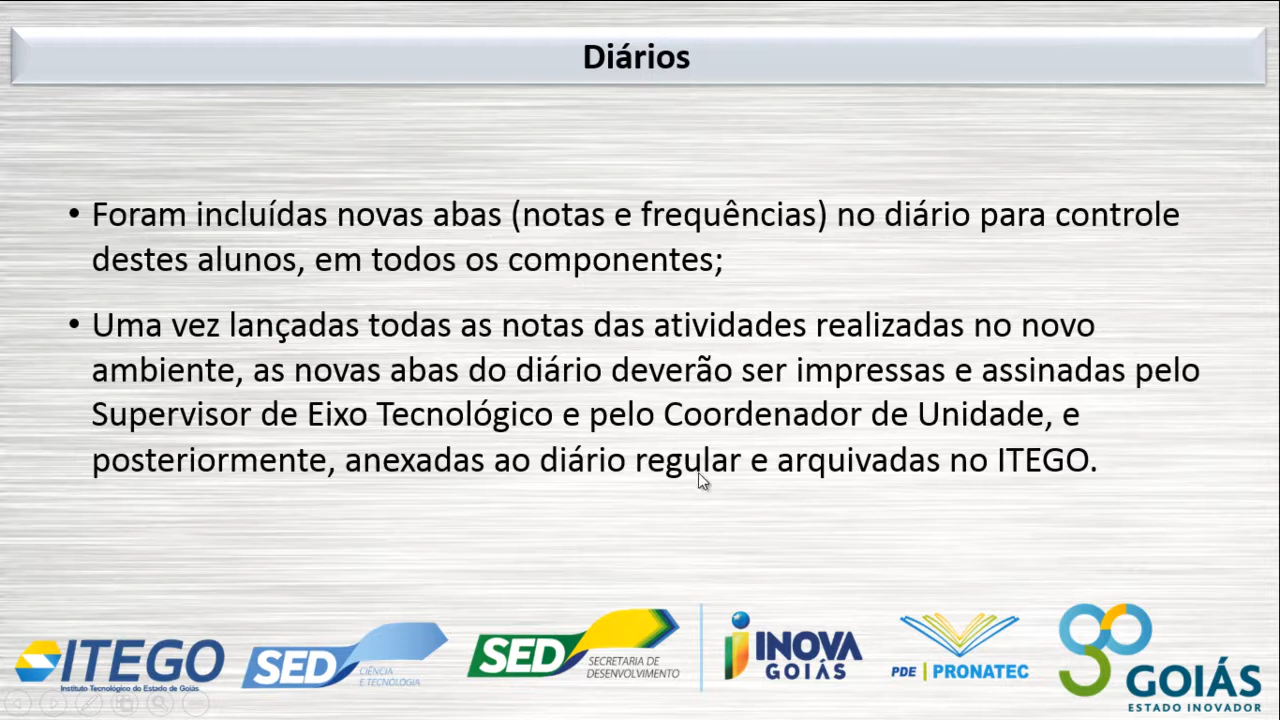 Diários
• Foram incluídas novas abas (notas e frequências) no diário para controle
destes alunos, em todos os componentes;
• Uma vez lançadas todas as notas das atividades realizadas no novo
ambiente, as novas abas do diário deverão ser impressas e assinadas pelo
Supervisor de Eixo Tecnológico e pelo Coordenador de Unidade, e
posteriormente, anexadas ao diário regular e arquivadas no ITEGO.
ITEGO
Instituto Tecnológico do Estado de Goiás
SED
CIÊNCIA
E TECNOLOGIA
SED
SECRETARIA DE
DESENVOLVIMENTO
INOVA
GOIÁS
PDE | PRONATEC
GOIÁS
ESTADO INOVADOR